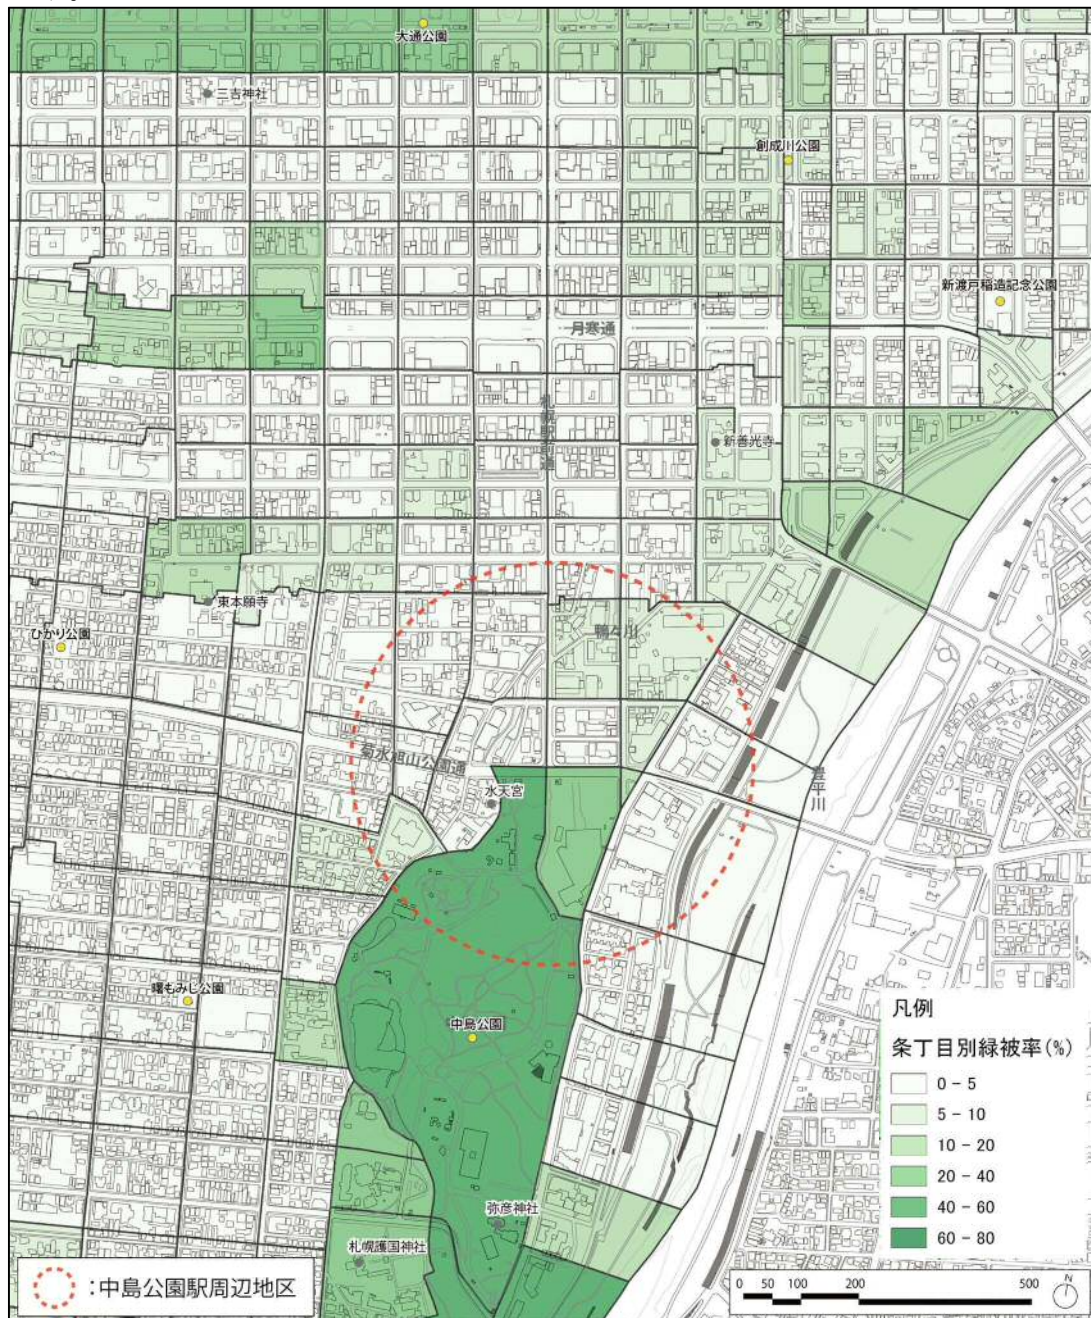 大通公園
三吉神社
創成川公園
新渡戸稲造記念公園
月寒通
札幌駅前通
新善光寺
東本願寺
ひかり公園
鴨々川
菊水旭山公園通
水天宮
豊平川
曙もみじ公園
中島公園
弥彦神社
札幌護国神社
凡例
条丁目別緑被率(%)
0 - 5
5 - 10
10 - 20
20 - 40
40 - 60
60 - 80
:中島公園駅周辺地区
0 50 100 200 500
N